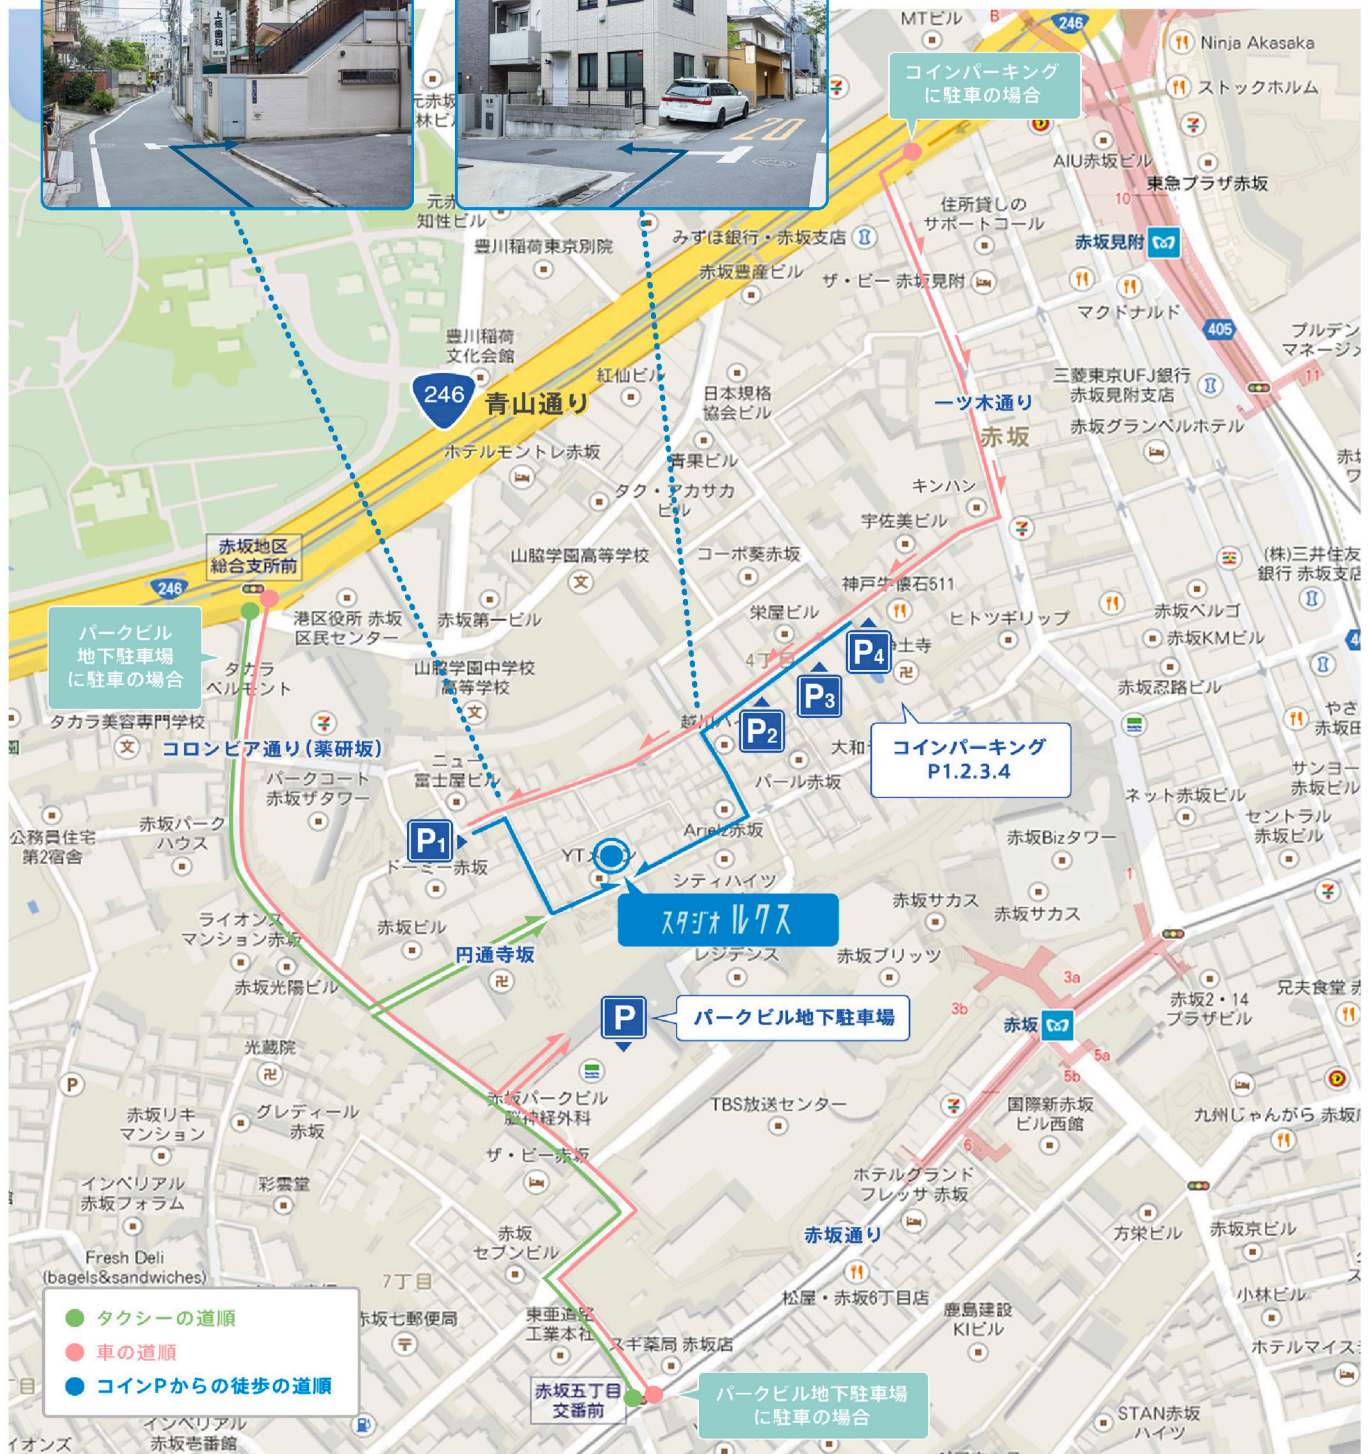 上條歯科
20
MTビル
B
246
Ninja Akasaka
コインパーキング
に駐車の場合
ストックホルム
AIU赤坂ビル
東急プラザ赤坂
10
住所貸しの
サポートコール
赤坂見附
知性ビル
豊川稲荷東京別院
みずほ銀行・赤坂支店
赤坂豊産ビル
ザ・ビー 赤坂見附
マクドナルド
405
豊川稲荷
文化会館
246
青山通り
紅仙ビル
日本規格
協会ビル
三菱東京UFJ銀行
赤坂見附支店
11
一ツ木通り
赤坂
赤坂グランベルホテル
ホテルモントレ赤坂
青果ビル
タク・アカサカ
ビル
キンハン
宇佐美ビル
赤坂地区
総合支所前
246
山脇学園高等学校
文
コーポ葵赤坂
神戸牛懐石511
(株)三井住友
銀行 赤坂支店
港区役所 赤坂
区民センター
赤坂第一ビル
栄屋ビル
ヒトツギリップ
赤坂ベルゴ
赤坂KMビル
パークビル
地下駐車場
に駐車の場合
タカラ
ベルモント
山脇学園中学校
高等学校
文
4丁目
P4
浄土寺
P3
赤坂忍路ビル
タカラ美容専門学校
文
コロンビア通り(薬研坂)
P2
コインパーキング
P1.2.3.4
パークコート
赤坂ザタワー
ニュー
富士屋ビル
パール赤坂
ネット赤坂ビル
サンヨー
赤坂ビル
セントラル
赤坂ビル
公務員住宅
第2宿舎
赤坂パーク
ハウス
P1
ドーミー赤坂
Arielz赤坂
赤坂Bizタワー
シティハイツ
1
赤坂サカス
赤坂サカス
スタジオ ルクス
ライオンズ
マンション赤坂
赤坂ビル
円通寺坂
レジデンス
赤坂ブリッツ
赤坂光陽ビル
3a
3b
赤坂
赤坂2・14
プラザビル
兄夫食堂 赤
P
パークビル地下駐車場
5a
5b
光蔵院
P
赤坂パークビル
脳神経外科
TBS放送センター
国際新赤坂
ビル西館
九州じゃんがら 赤坂
赤坂リキ
マンション
グレディール
赤坂
6
ザ・ビー赤坂
ホテルグランド
フレッサ 赤坂
インペリアル
赤坂フォラム
彩雲堂
赤坂通り
方栄ビル
赤坂京ビル
赤坂
セブンビル
Fresh Deli
(bagels&sandwiches)
7丁目
松屋・赤坂6丁目店
小林ビル
タクシーの道順
車の道順
コインPからの徒歩の道順
赤坂七郵便局
東亜道路
工業本社
スギ薬局 赤坂店
鹿島建設
KIビル
ホテルマイス
赤坂五丁目
交番前
パークビル地下駐車場
に駐車の場合
インペリアル
赤坂壱番館
STAN赤坂
ハイツ
イオンズ